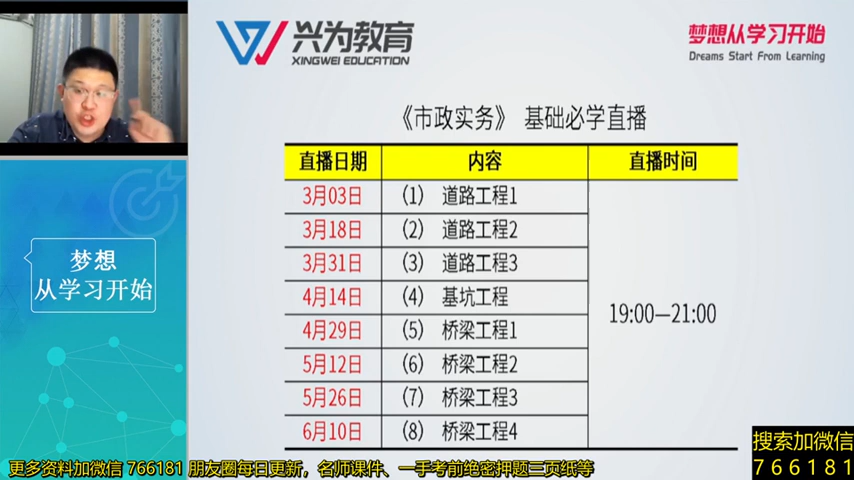 兴为教育
XINGWEI EDUCATION
梦想从学习开始
Dreams Start From Learning
《市政实务》 基础必学直播
直播日期 内容 直播时间
3月03日 （1） 道路工程1
3月18日 （2） 道路工程2
3月31日 （3） 道路工程3
4月14日 （4） 基坑工程
4月29日 （5） 桥梁工程1
5月12日 （6） 桥梁工程2
5月26日 （7） 桥梁工程3
6月10日 （8） 桥梁工程4
19:00—21:00
梦想
从学习开始
搜索加微信
766181
更多资料加微信 766181 朋友圈每日更新，名师课件、一手考前绝密押题三页纸等